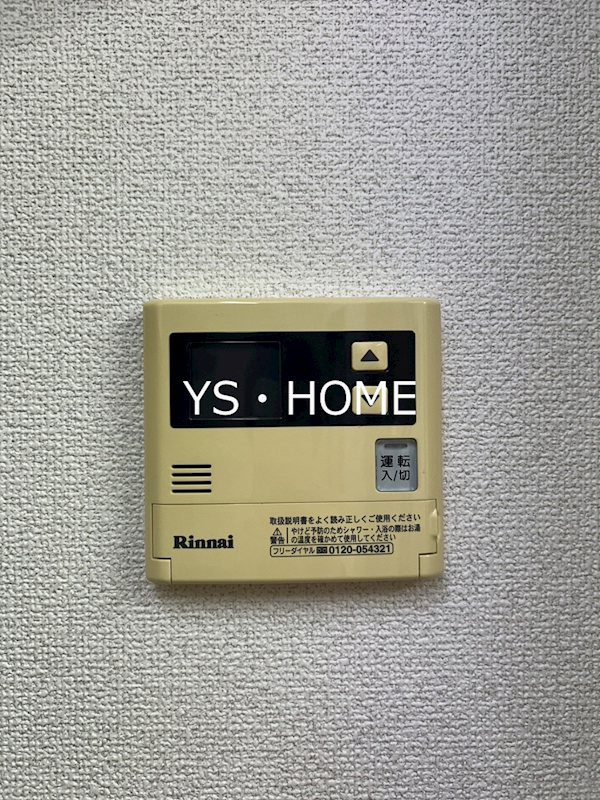 YS・HOME
運転
入/切
取扱説明書をよく読み正しくご使用ください
警告 やけど予防のためシャワー・入浴の際はお湯
の温度を確かめて使用してください
フリーダイヤル 0120-054321
Rinnai